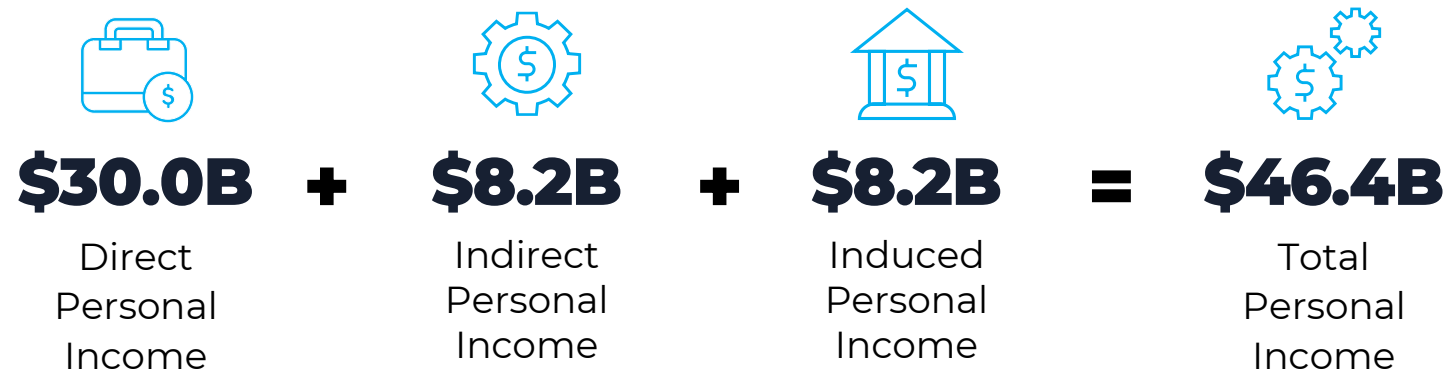 $30.0B + $8.2B + $8.2B = $46.4B
Direct Personal Income
Indirect Personal Income
Induced Personal Income
Total Personal Income